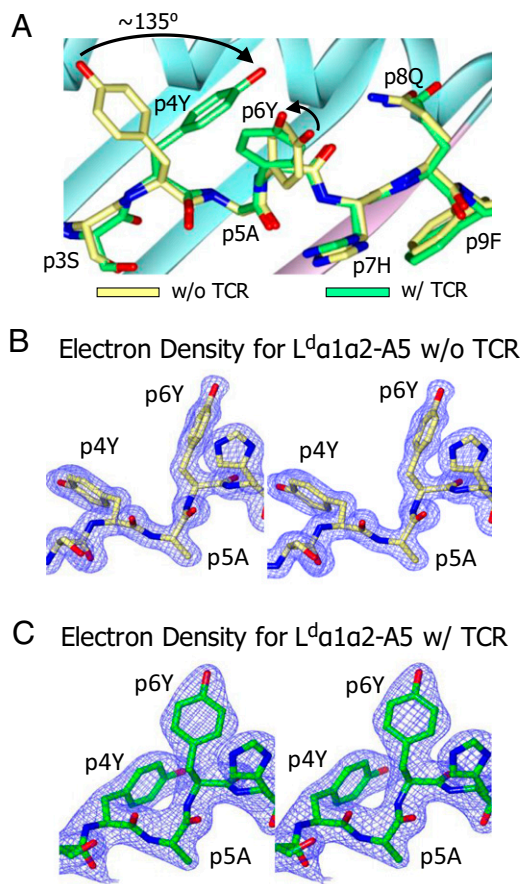 A
~135º
p4Y
p6Y
p8Q
p3S
p5A
p7H
p9F
w/o TCR
w/ TCR
B Electron Density for Lᵈα1α2-A5 w/o TCR
p6Y p6Y
p4Y p4Y
p5A p5A
C Electron Density for Lᵈα1α2-A5 w/ TCR
p6Y p6Y
p4Y p4Y
p5A p5A